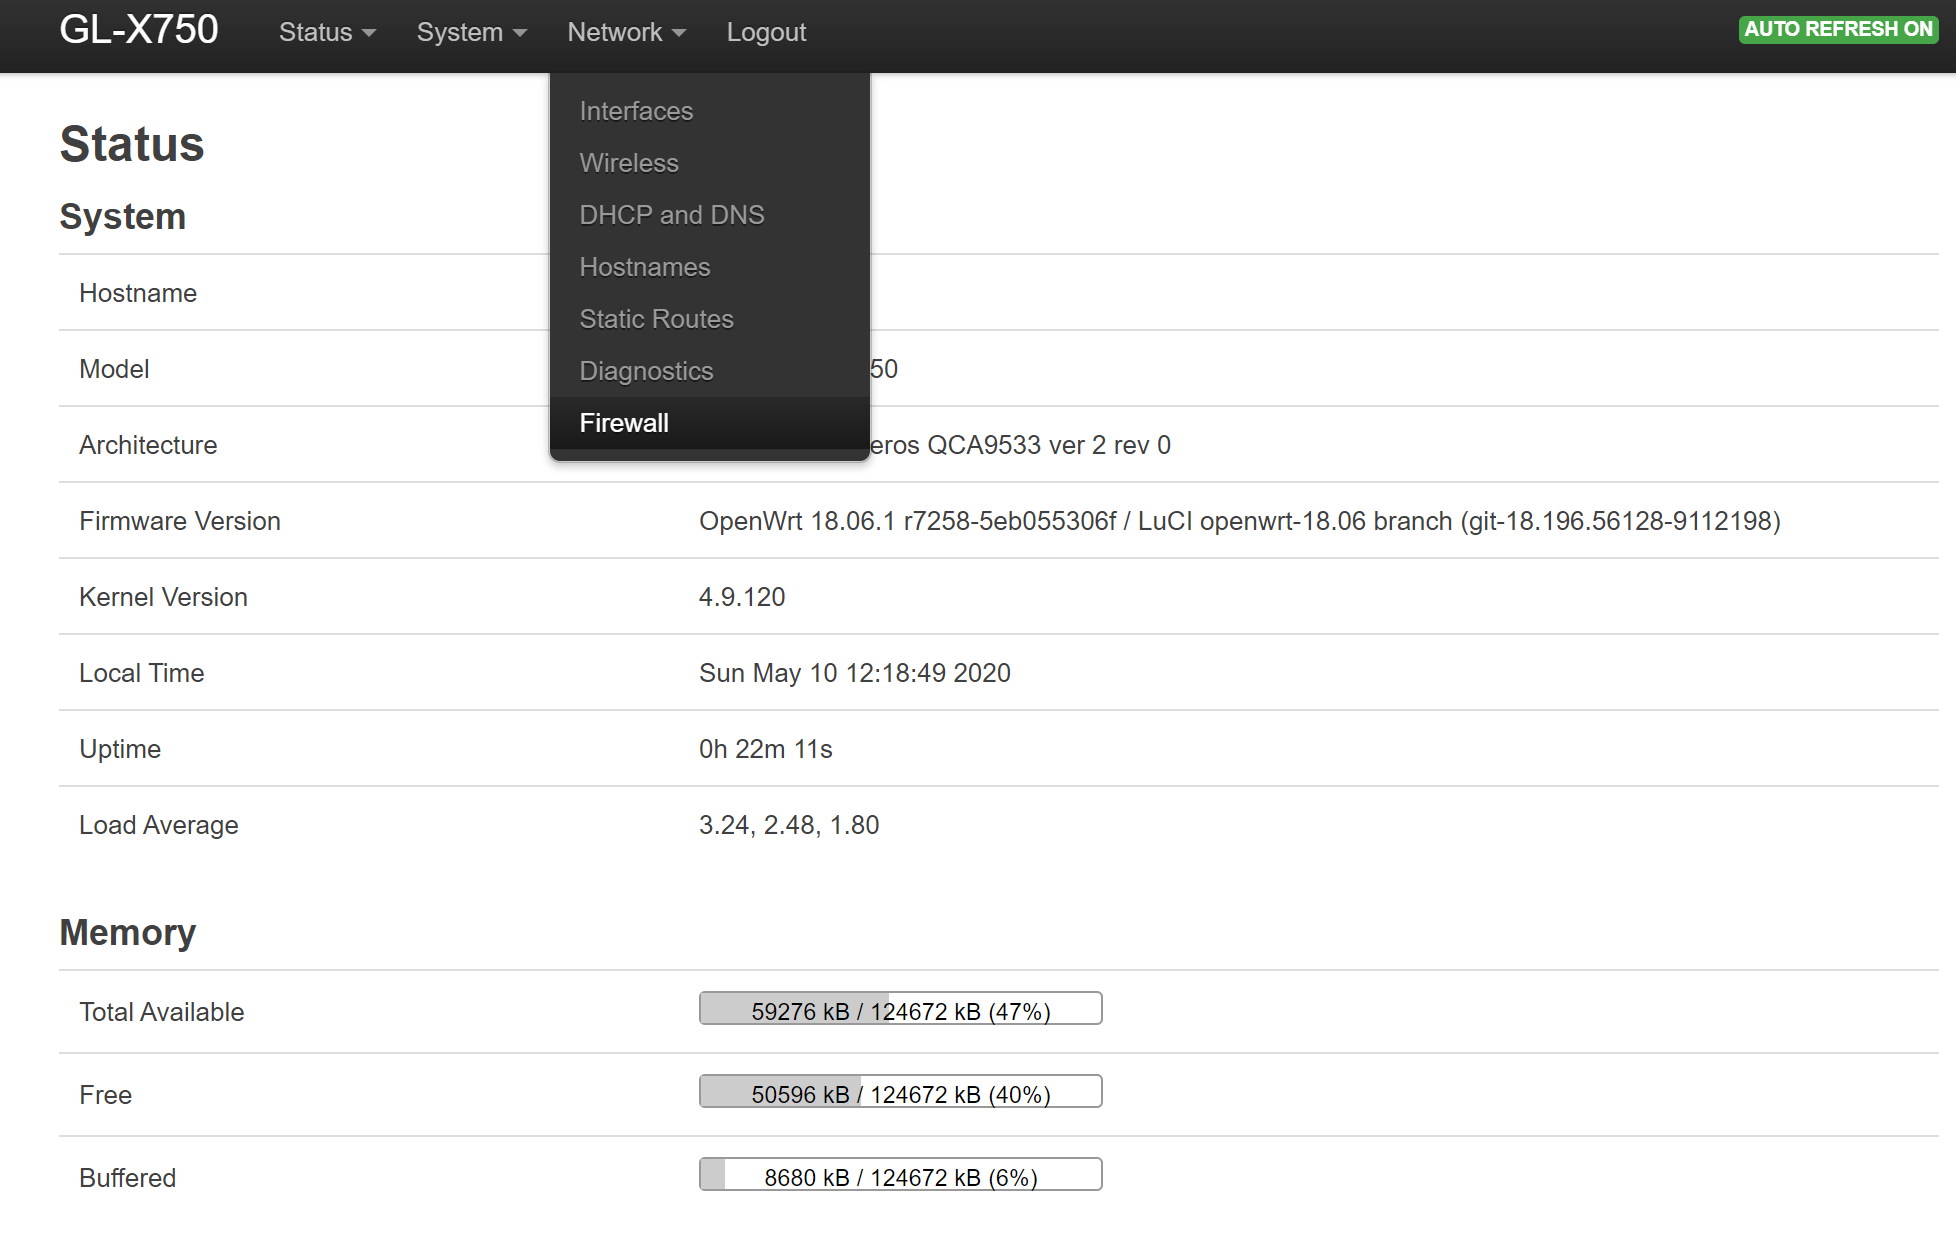 GL-X750 Status System Network Logout AUTO REFRESH ON
Interfaces
Wireless
DHCP and DNS
Hostnames
Static Routes
Diagnostics
Firewall
Status
System
Hostname
Model 50
Architecture eros QCA9533 ver 2 rev 0
Firmware Version OpenWrt 18.06.1 r7258-5eb055306f / LuCI openwrt-18.06 branch (git-18.196.56128-9112198)
Kernel Version 4.9.120
Local Time Sun May 10 12:18:49 2020
Uptime 0h 22m 11s
Load Average 3.24, 2.48, 1.80
Memory
Total Available 59276 kB / 124672 kB (47%)
Free 50596 kB / 124672 kB (40%)
Buffered 8680 kB / 124672 kB (6%)